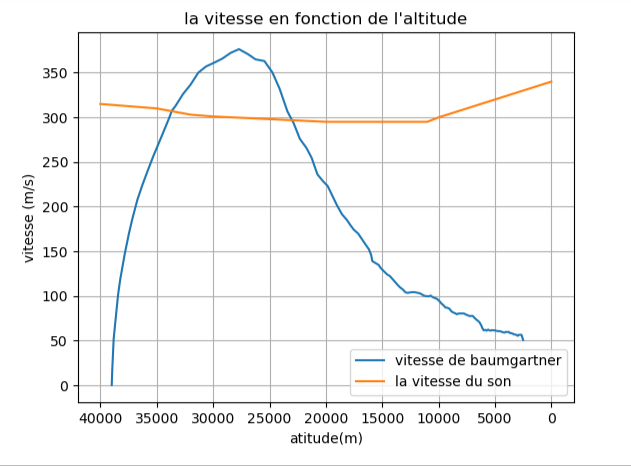 la vitesse en fonction de l'altitude
vitesse (m/s)
350
300
250
200
150
100
50
0
40000 35000 30000 25000 20000 15000 10000 5000 0
atitude(m)
vitesse de baumgartner
la vitesse du son